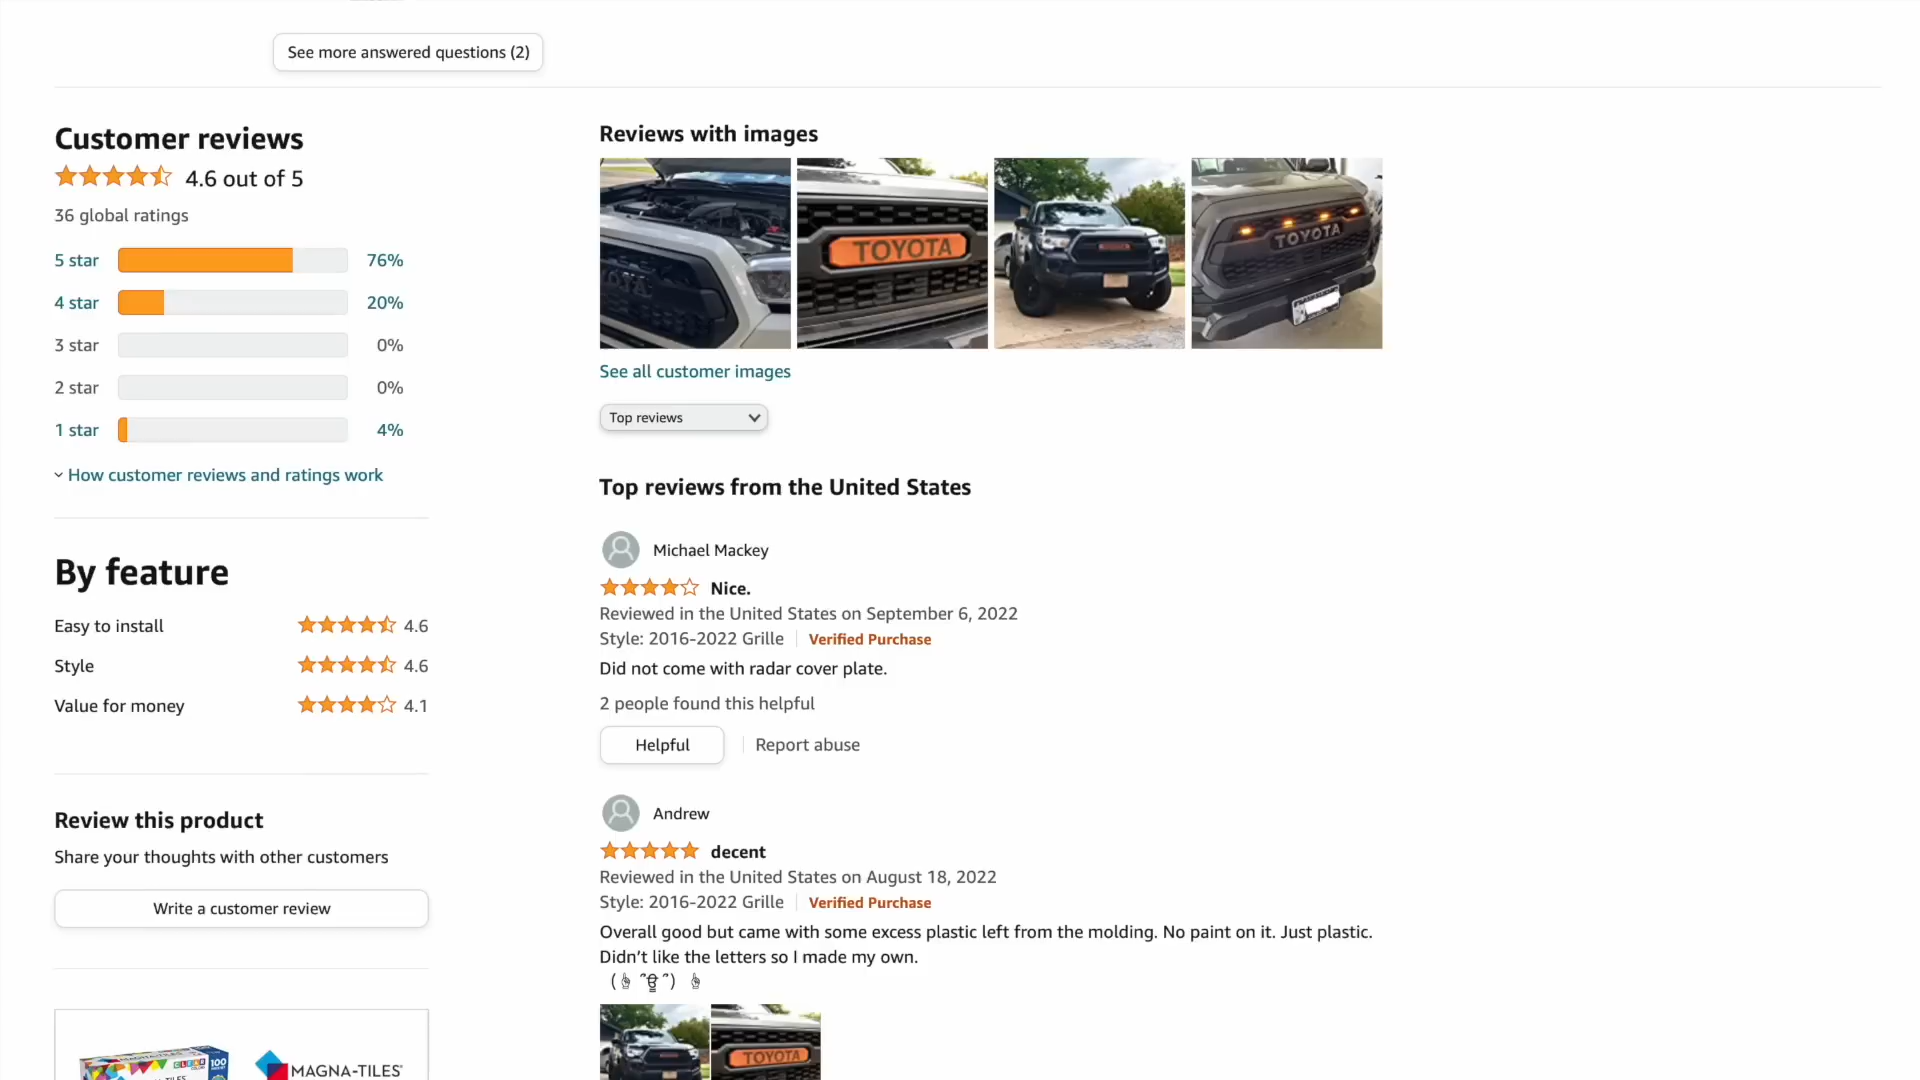 See more answered questions (2)
Customer reviews
4.6 out of 5
36 global ratings
5 star 76%
4 star 20%
3 star 0%
2 star 0%
1 star 4%
How customer reviews and ratings work
By feature
Easy to install 4.6
Style 4.6
Value for money 4.1
Review this product
Share your thoughts with other customers
Write a customer review
100
MAGNA-TILES
Reviews with images
TOYOTA
TOYOTA
See all customer images
Top reviews
Top reviews from the United States
Michael Mackey
Nice.
Reviewed in the United States on September 6, 2022
Style: 2016-2022 Grille | Verified Purchase
Did not come with radar cover plate.
2 people found this helpful
Helpful | Report abuse
Andrew
decent
Reviewed in the United States on August 18, 2022
Style: 2016-2022 Grille | Verified Purchase
Overall good but came with some excess plastic left from the molding. No paint on it. Just plastic.
Didn’t like the letters so I made my own.
TOYOTA